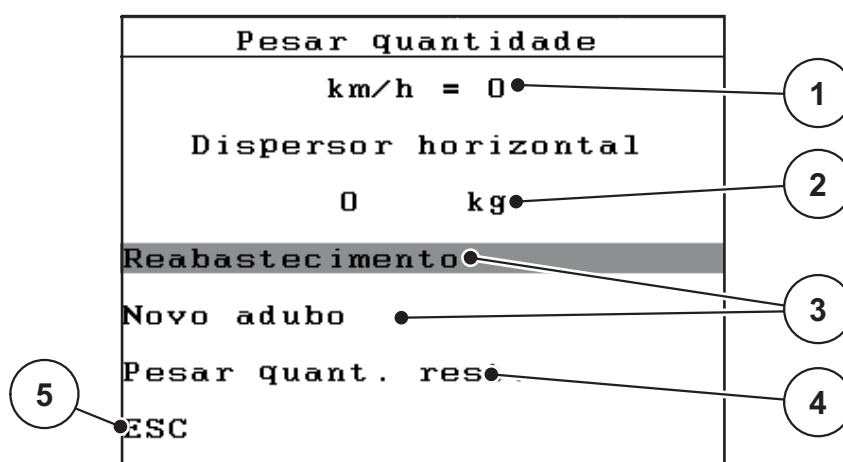 Pesar quantidade
km/h = 0
1
Dispersor horizontal
2
0 kg
Reabastecimento
3
Novo adubo
Pesar quant.
4
5
ESC